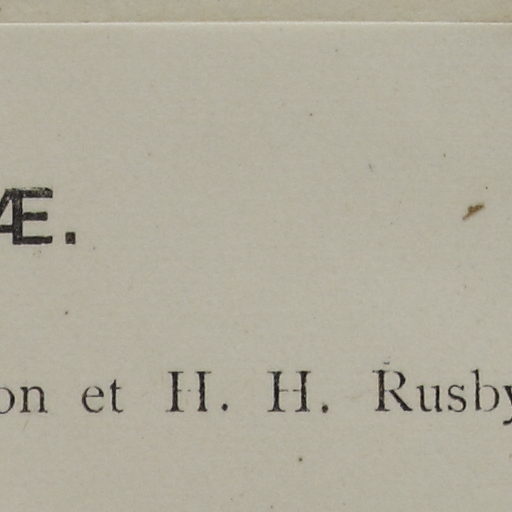 Æ.
on et H. H. Rusby